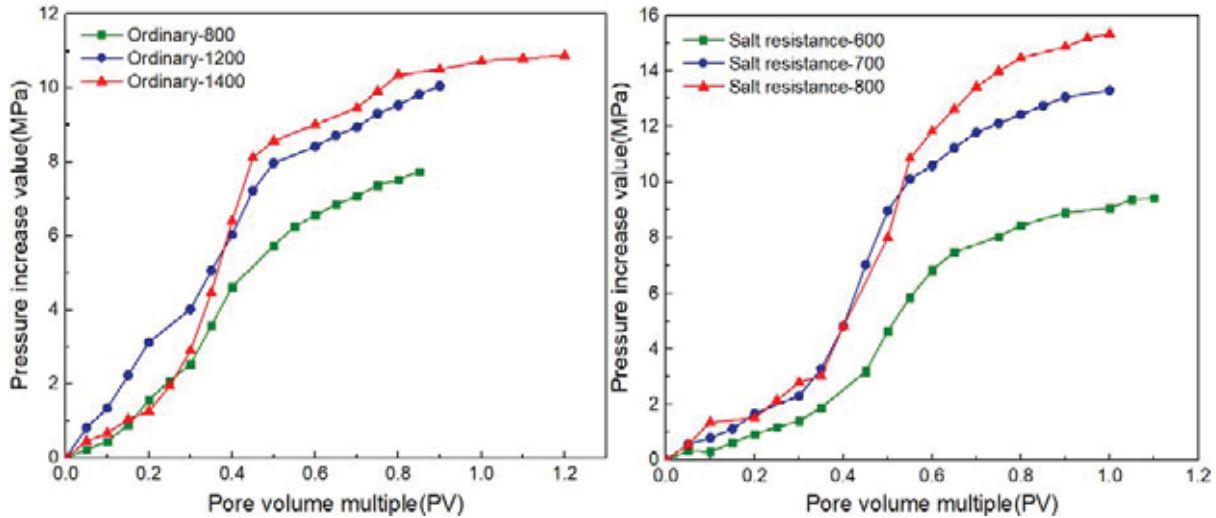 12
10
8
6
4
2
0
Pressure increase value(MPa)
Ordinary-800
Ordinary-1200
Ordinary-1400
0.0 0.2 0.4 0.6 0.8 1.0 1.2
Pore volume multiple(PV)
16
14
12
10
8
6
4
2
0
Pressure increase value(MPa)
Salt resistance-600
Salt resistance-700
Salt resistance-800
0.0 0.2 0.4 0.6 0.8 1.0 1.2
Pore volume multiple(PV)